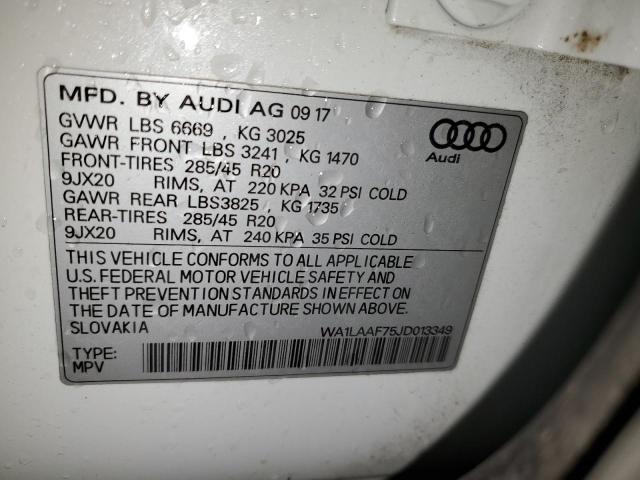 MFD. BY AUDI AG 09 17
GVWR LBS 6669 , KG 3025
GAWR FRONT LBS 3241 , KG 1470
FRONT-TIRES 285/45 R20
9JX20 RIMS, AT 220 KPA 32 PSI COLD
GAWR REAR LBS3825 , KG 1735
REAR-TIRES 285/45 R20
9JX20 RIMS, AT 240 KPA 35 PSI COLD
Audi
THIS VEHICLE CONFORMS TO ALL APPLICABLE
U.S. FEDERAL MOTOR VEHICLE SAFETY AND
THEFT PREVENTION STANDARDS IN EFFECT ON
THE DATE OF MANUFACTURE SHOWN ABOVE.
SLOVAKIA WA1LAAF75JD013349
TYPE:
MPV